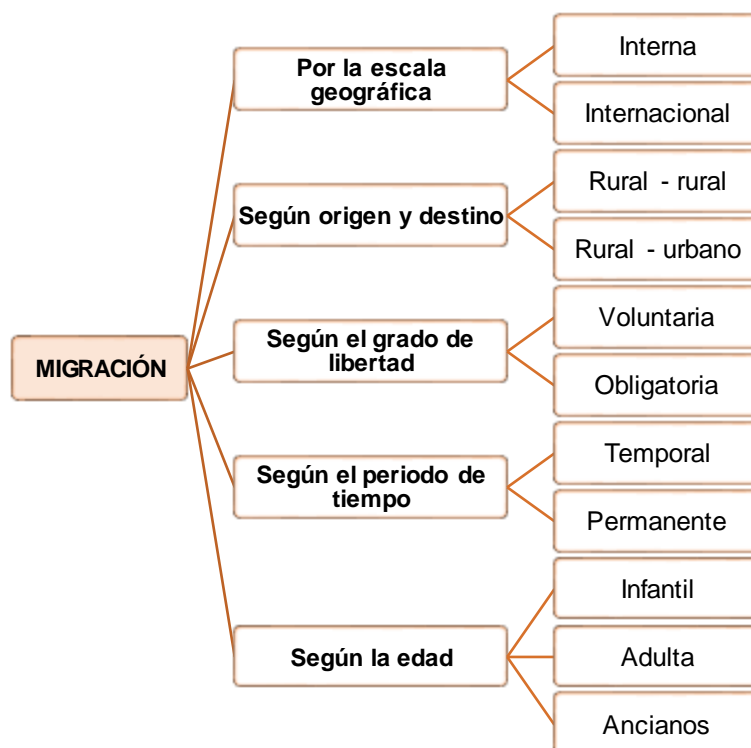 MIGRACIÓN
Por la escala
geográfica
Interna
Internacional
Según origen y destino
Rural - rural
Rural - urbano
Según el grado de
libertad
Voluntaria
Obligatoria
Según el periodo de
tiempo
Temporal
Permanente
Según la edad
Infantil
Adulta
Ancianos